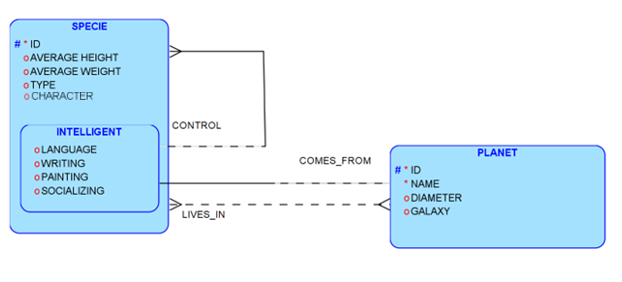 SPECIE
# * ID
o AVERAGE HEIGHT
o AVERAGE WEIGHT
o TYPE
o CHARACTER
INTELLIGENT
o LANGUAGE
o WRITING
o PAINTING
o SOCIALIZING
CONTROL
COMES_FROM
LIVES_IN
PLANET
# * ID
* NAME
o DIAMETER
o GALAXY